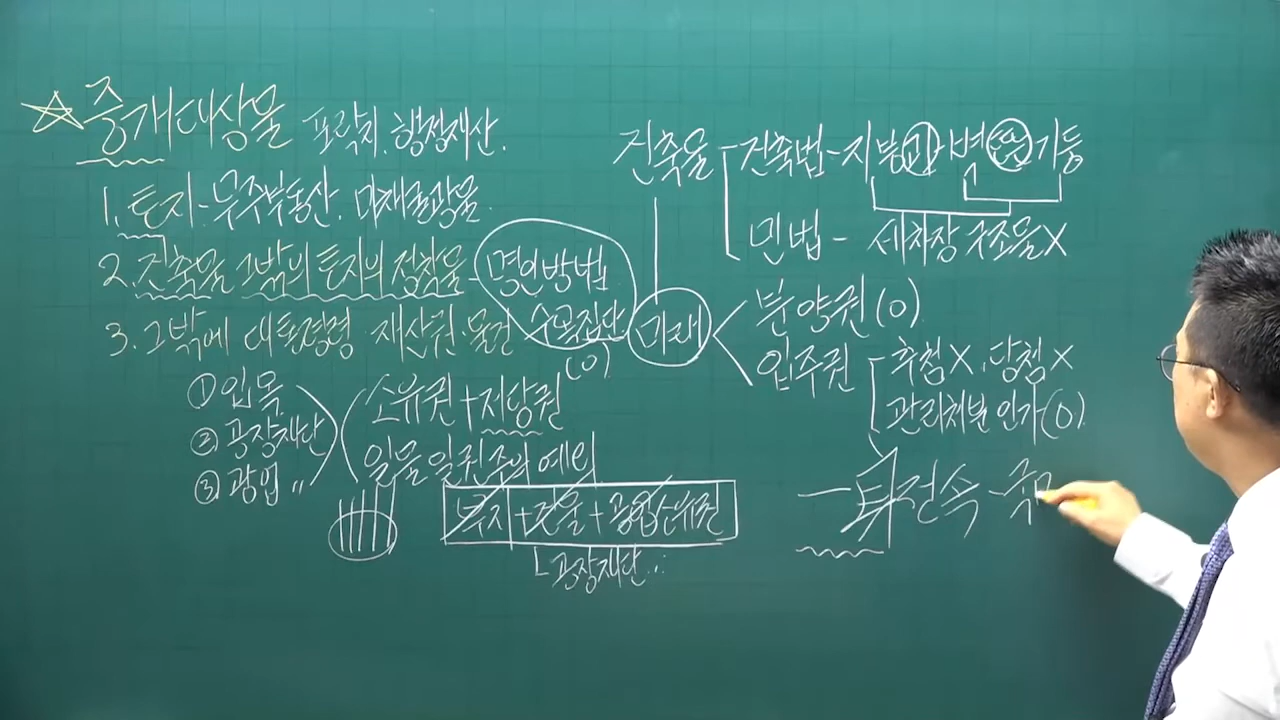 ☆ 중개대상물 포락지. 행정재산.
1. 토지 - 무주부동산. 미채굴광물.
2. 건축물 그밖의 토지의 정착물 - 명인방법 수목집단 (O)
3. 그밖에 대통령령 재산권·물건
① 입목
② 공장재단
③ 광업 〃
소유권 + 저당권
일물일권주의 예외
토지 + 건물 + 광업소유권
공장재단
건축물
건축법 - 지붕과 벽 또는 기둥
민법 - 세차장 구조물 X
미래
분양권 (O)
입주권
추첨 X. 당첨 X
관리처분 인가 (O)
一身전속 -